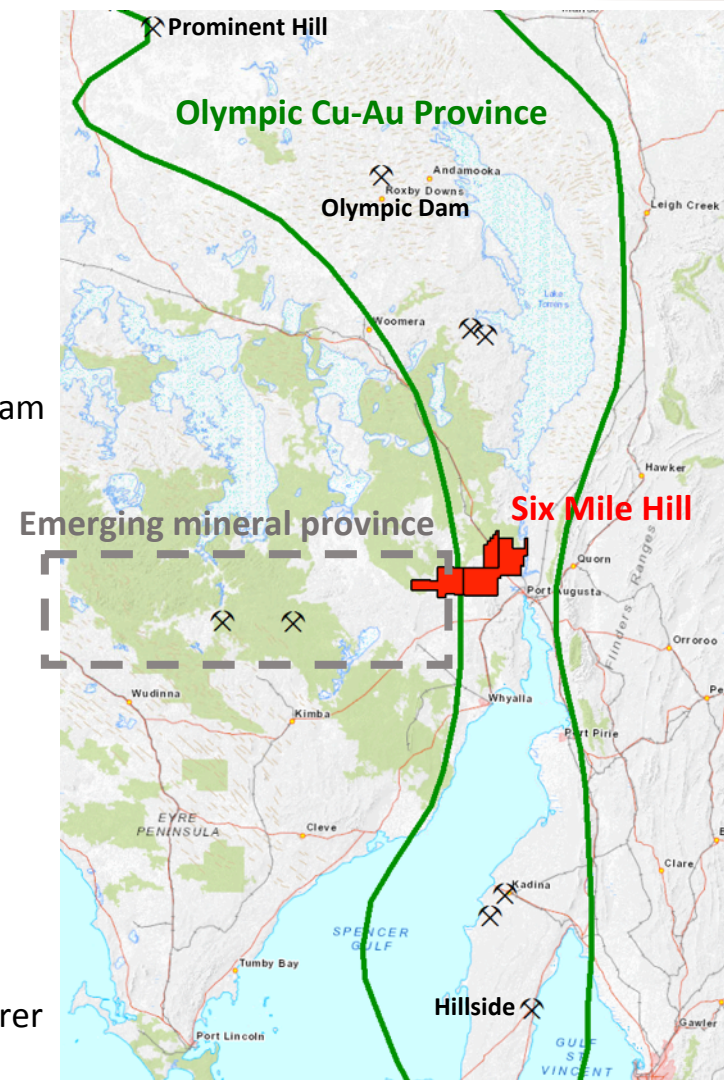 Prominent Hill
Olympic Cu-Au Province
Andamooka
Roxby Downs
Olympic Dam
Leigh Creek
Lake
Torrens
Woomera
am
Hawker
Six Mile Hill
Emerging mineral province
Quorn
Port Augusta
Flinders Ranges
Orroroo
Wudinna
Pe
Whyalla
Kimba
Port Pirie
EYRE
PENINSULA
Cleve
Clare
Kadina
SPENCER
GULF
Tumby Bay
Hillside
rer
Gawler
Port Lincoln
GULF
ST
VINCENT